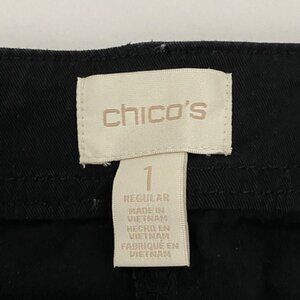 chico's
1
REGULAR
MADE IN
VIETNAM
HECHO EN
VIETNAM
FABRIQUÉ EN
VIETNAM